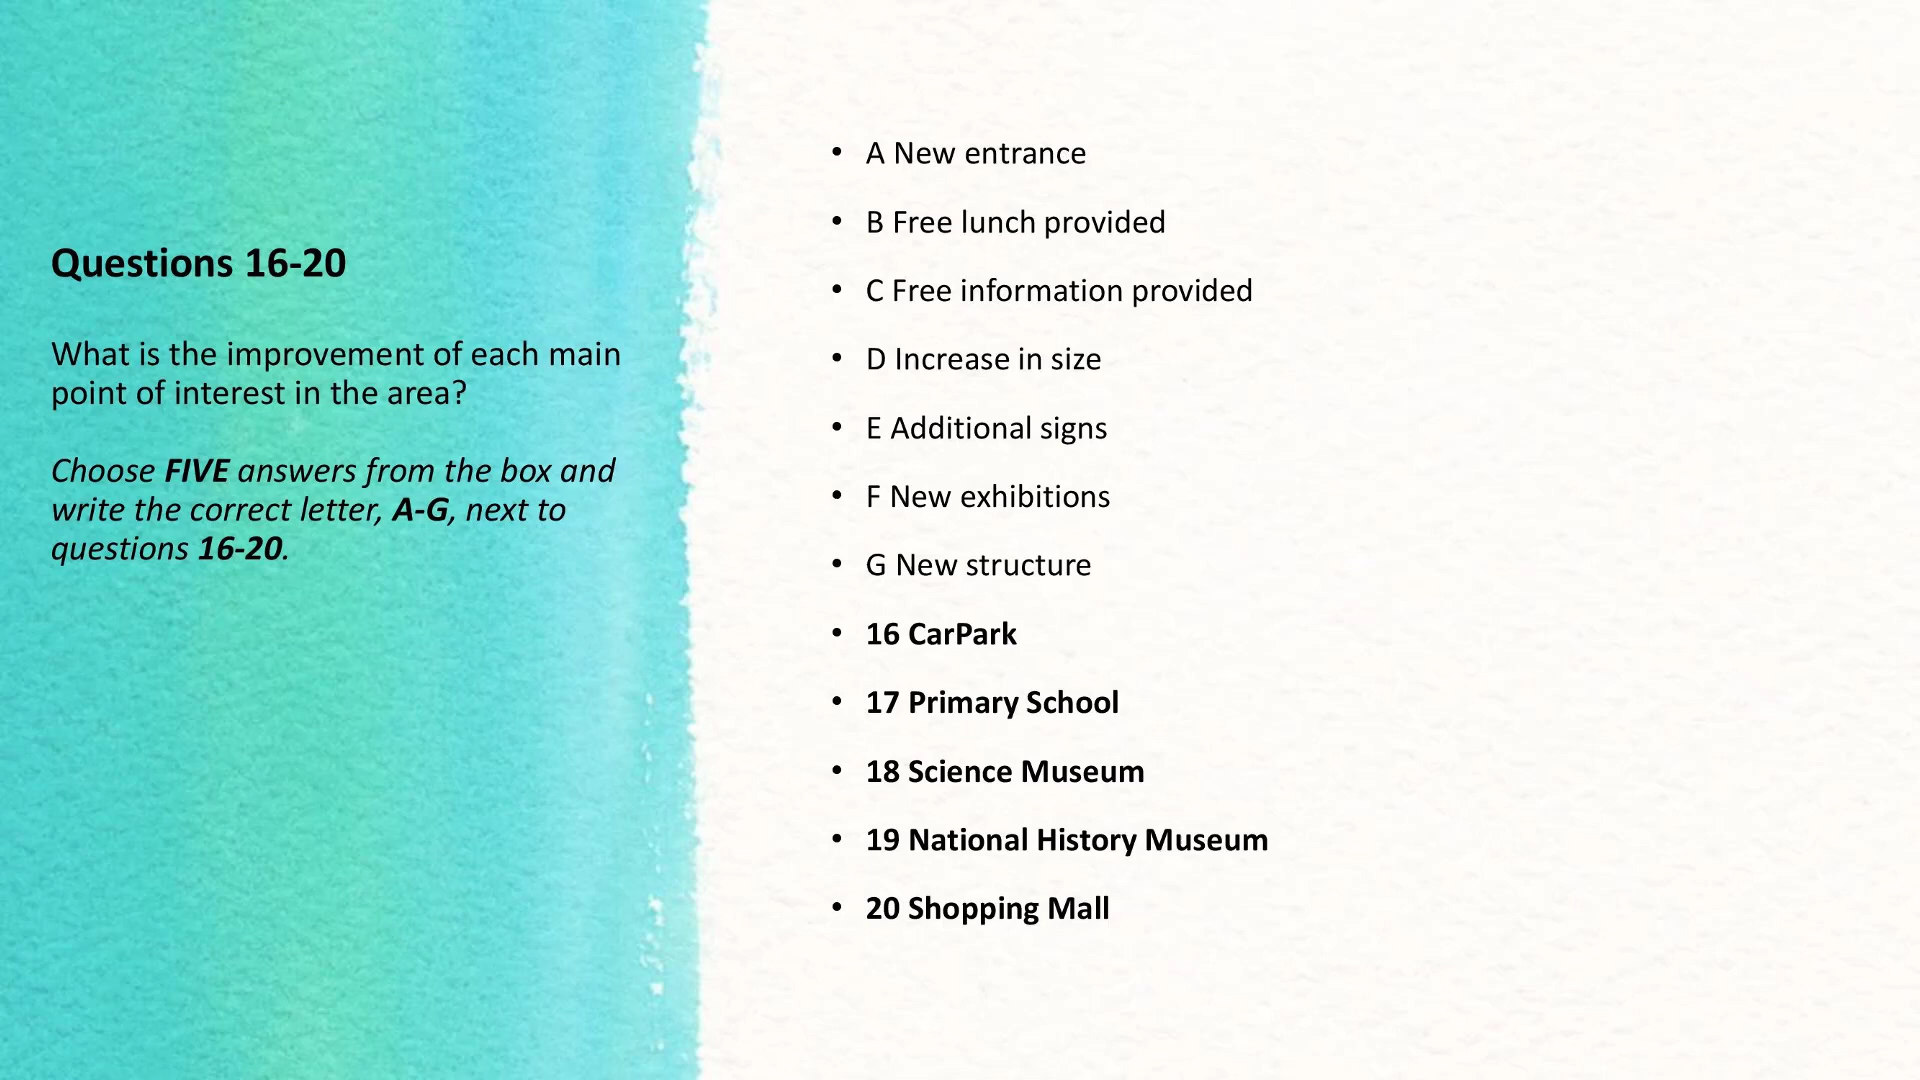 Questions 16-20
What is the improvement of each main
point of interest in the area?
Choose FIVE answers from the box and
write the correct letter, A-G, next to
questions 16-20.
• A New entrance
• B Free lunch provided
• C Free information provided
• D Increase in size
• E Additional signs
• F New exhibitions
• G New structure
• 16 CarPark
• 17 Primary School
• 18 Science Museum
• 19 National History Museum
• 20 Shopping Mall